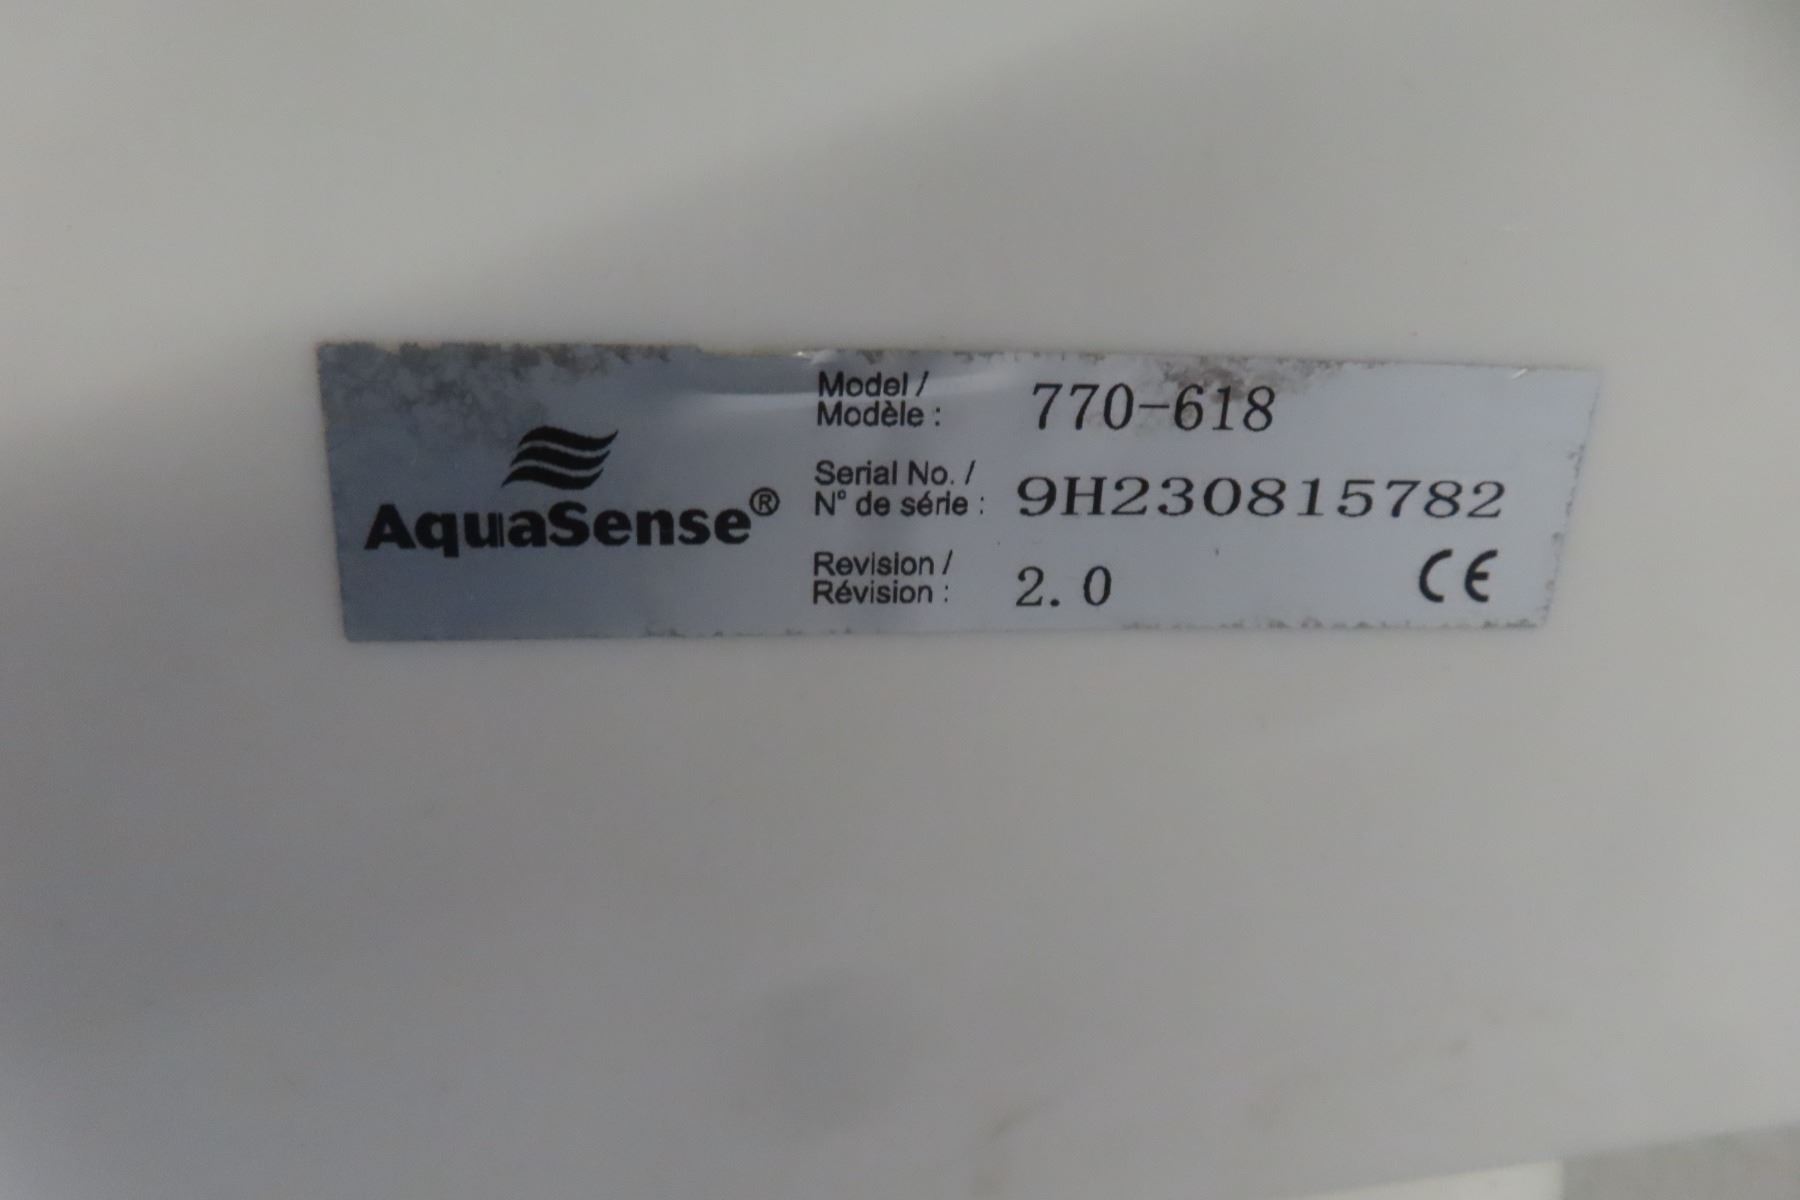 AquaSense®
Model /
Modèle : 770-618
Serial No. /
N° de série : 9H230815782
Revision /
Révision : 2.0
CE